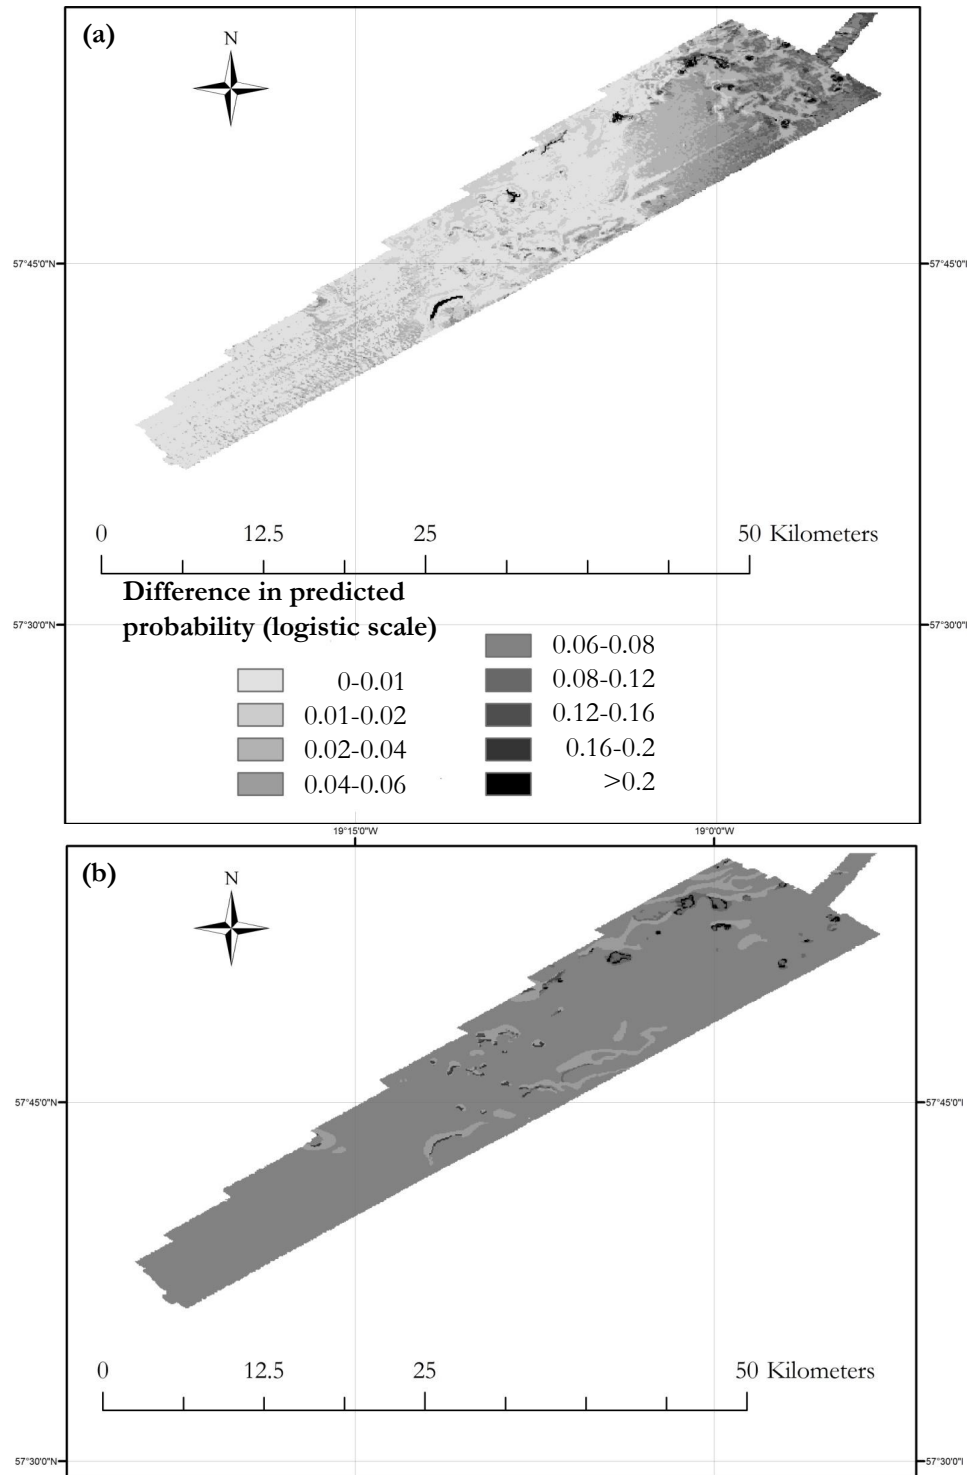 (a)
N
57°45'0"N
57°45'0"N
0 12.5 25 50 Kilometers
Difference in predicted
probability (logistic scale)
57°30'0"N
57°30'0"N
0-0.01
0.01-0.02
0.02-0.04
0.04-0.06
0.06-0.08
0.08-0.12
0.12-0.16
0.16-0.2
>0.2
19°15'0"W
19°0'0"W
(b)
N
57°45'0"N
57°45'0"N
0 12.5 25 50 Kilometers
57°30'0"N
57°30'0"N